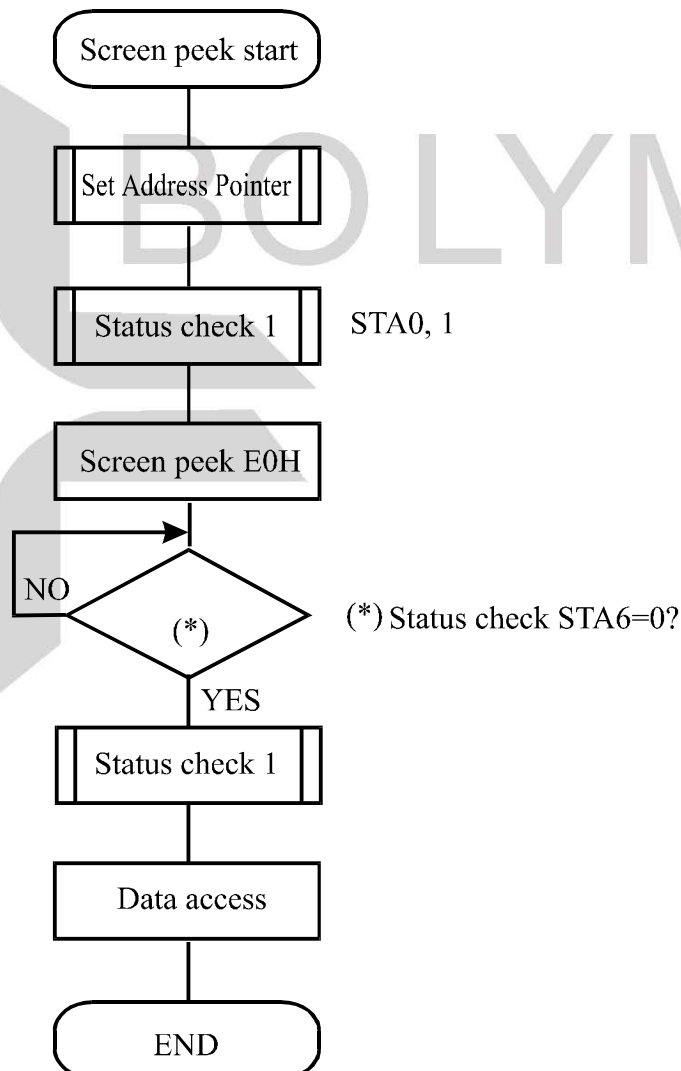 Screen peek start
BOLYM
Set Address Pointer
Status check 1 STA0, 1
Screen peek E0H
NO
(*) (*) Status check STA6=0?
YES
Status check 1
Data access
END